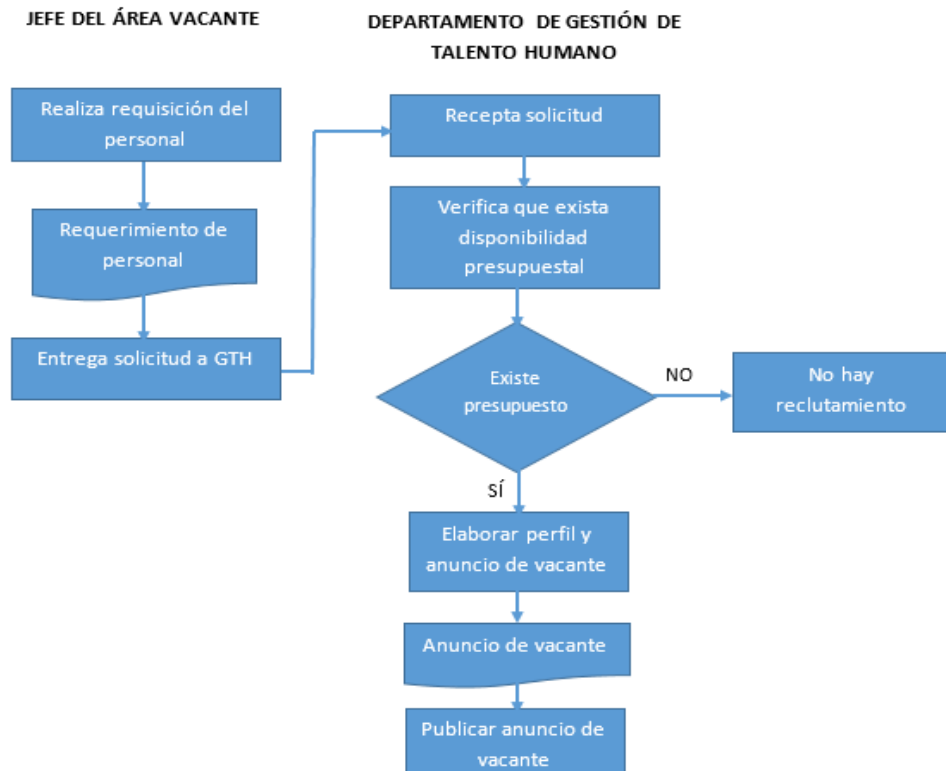 JEFE DEL ÁREA VACANTE
DEPARTAMENTO DE GESTIÓN DE
TALENTO HUMANO
Realiza requisición del
personal
Requerimiento de
personal
Entrega solicitud a GTH
Recepta solicitud
Verifica que exista
disponibilidad
presupuestal
Existe
presupuesto
NO
No hay
reclutamiento
SÍ
Elaborar perfil y
anuncio de vacante
Anuncio de vacante
Publicar anuncio de
vacante